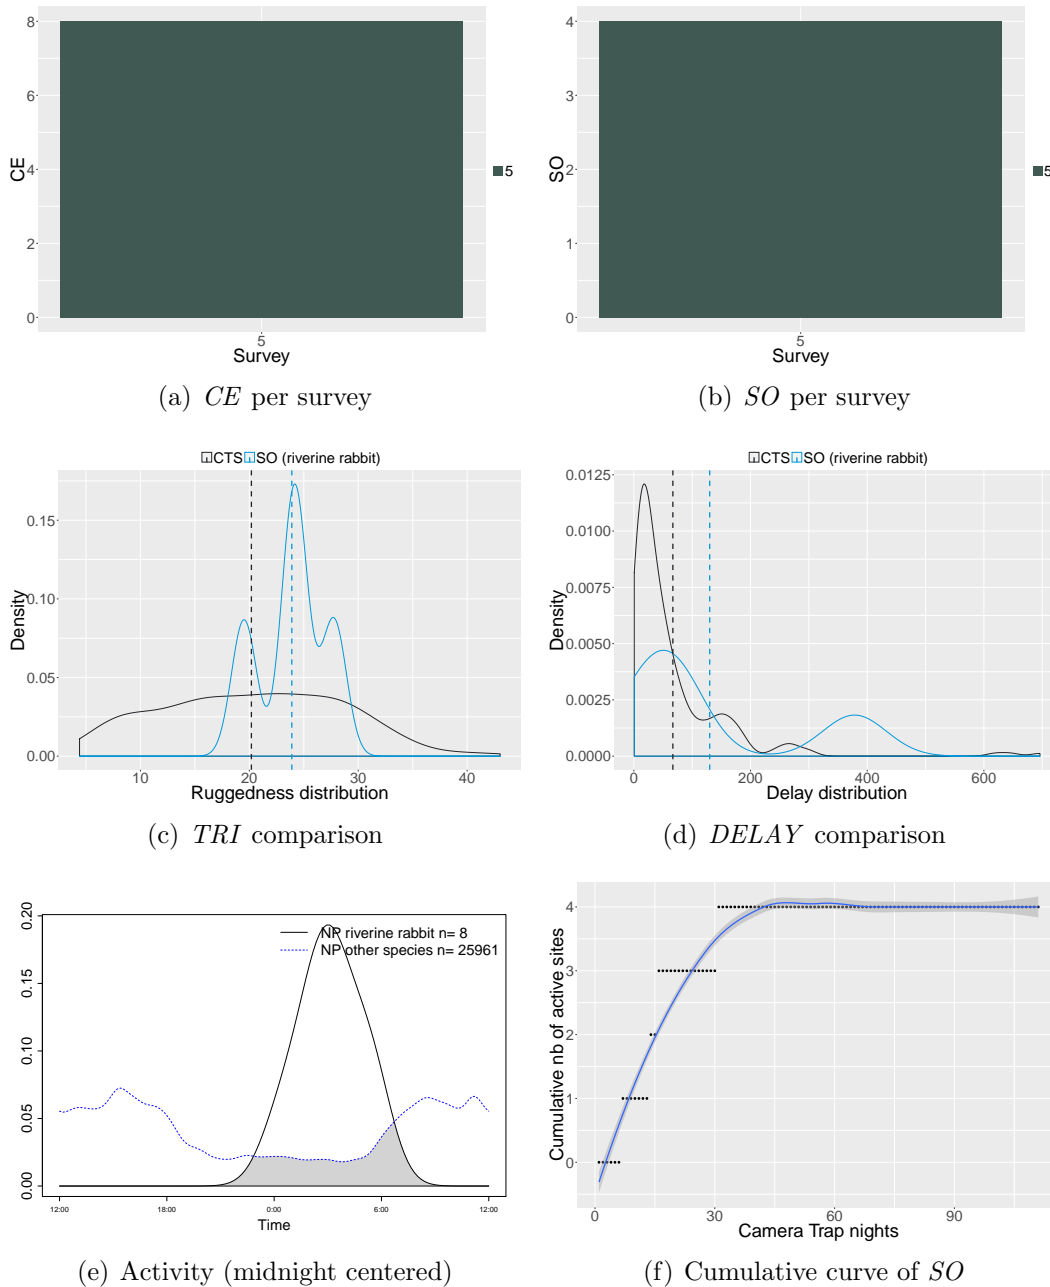 8
6
4
2
0
CE
5
Survey
5
(a) CE per survey
4
3
2
1
0
SO
5
Survey
5
(b) SO per survey
CTS SO (riverine rabbit)
0.15
0.10
0.05
0.00
Density
10 20 30 40
Ruggedness distribution
(c) TRI comparison
CTS SO (riverine rabbit)
0.0125
0.0100
0.0075
0.0050
0.0025
0.0000
Density
0 200 400 600
Delay distribution
(d) DELAY comparison
0.20
0.15
0.10
0.05
0.00
NP riverine rabbit n= 8
NP other species n= 25961
12:00 18:00 0:00 6:00 12:00
Time
(e) Activity (midnight centered)
4
3
2
1
0
Cumulative nb of active sites
0 30 60 90
Camera Trap nights
(f) Cumulative curve of SO